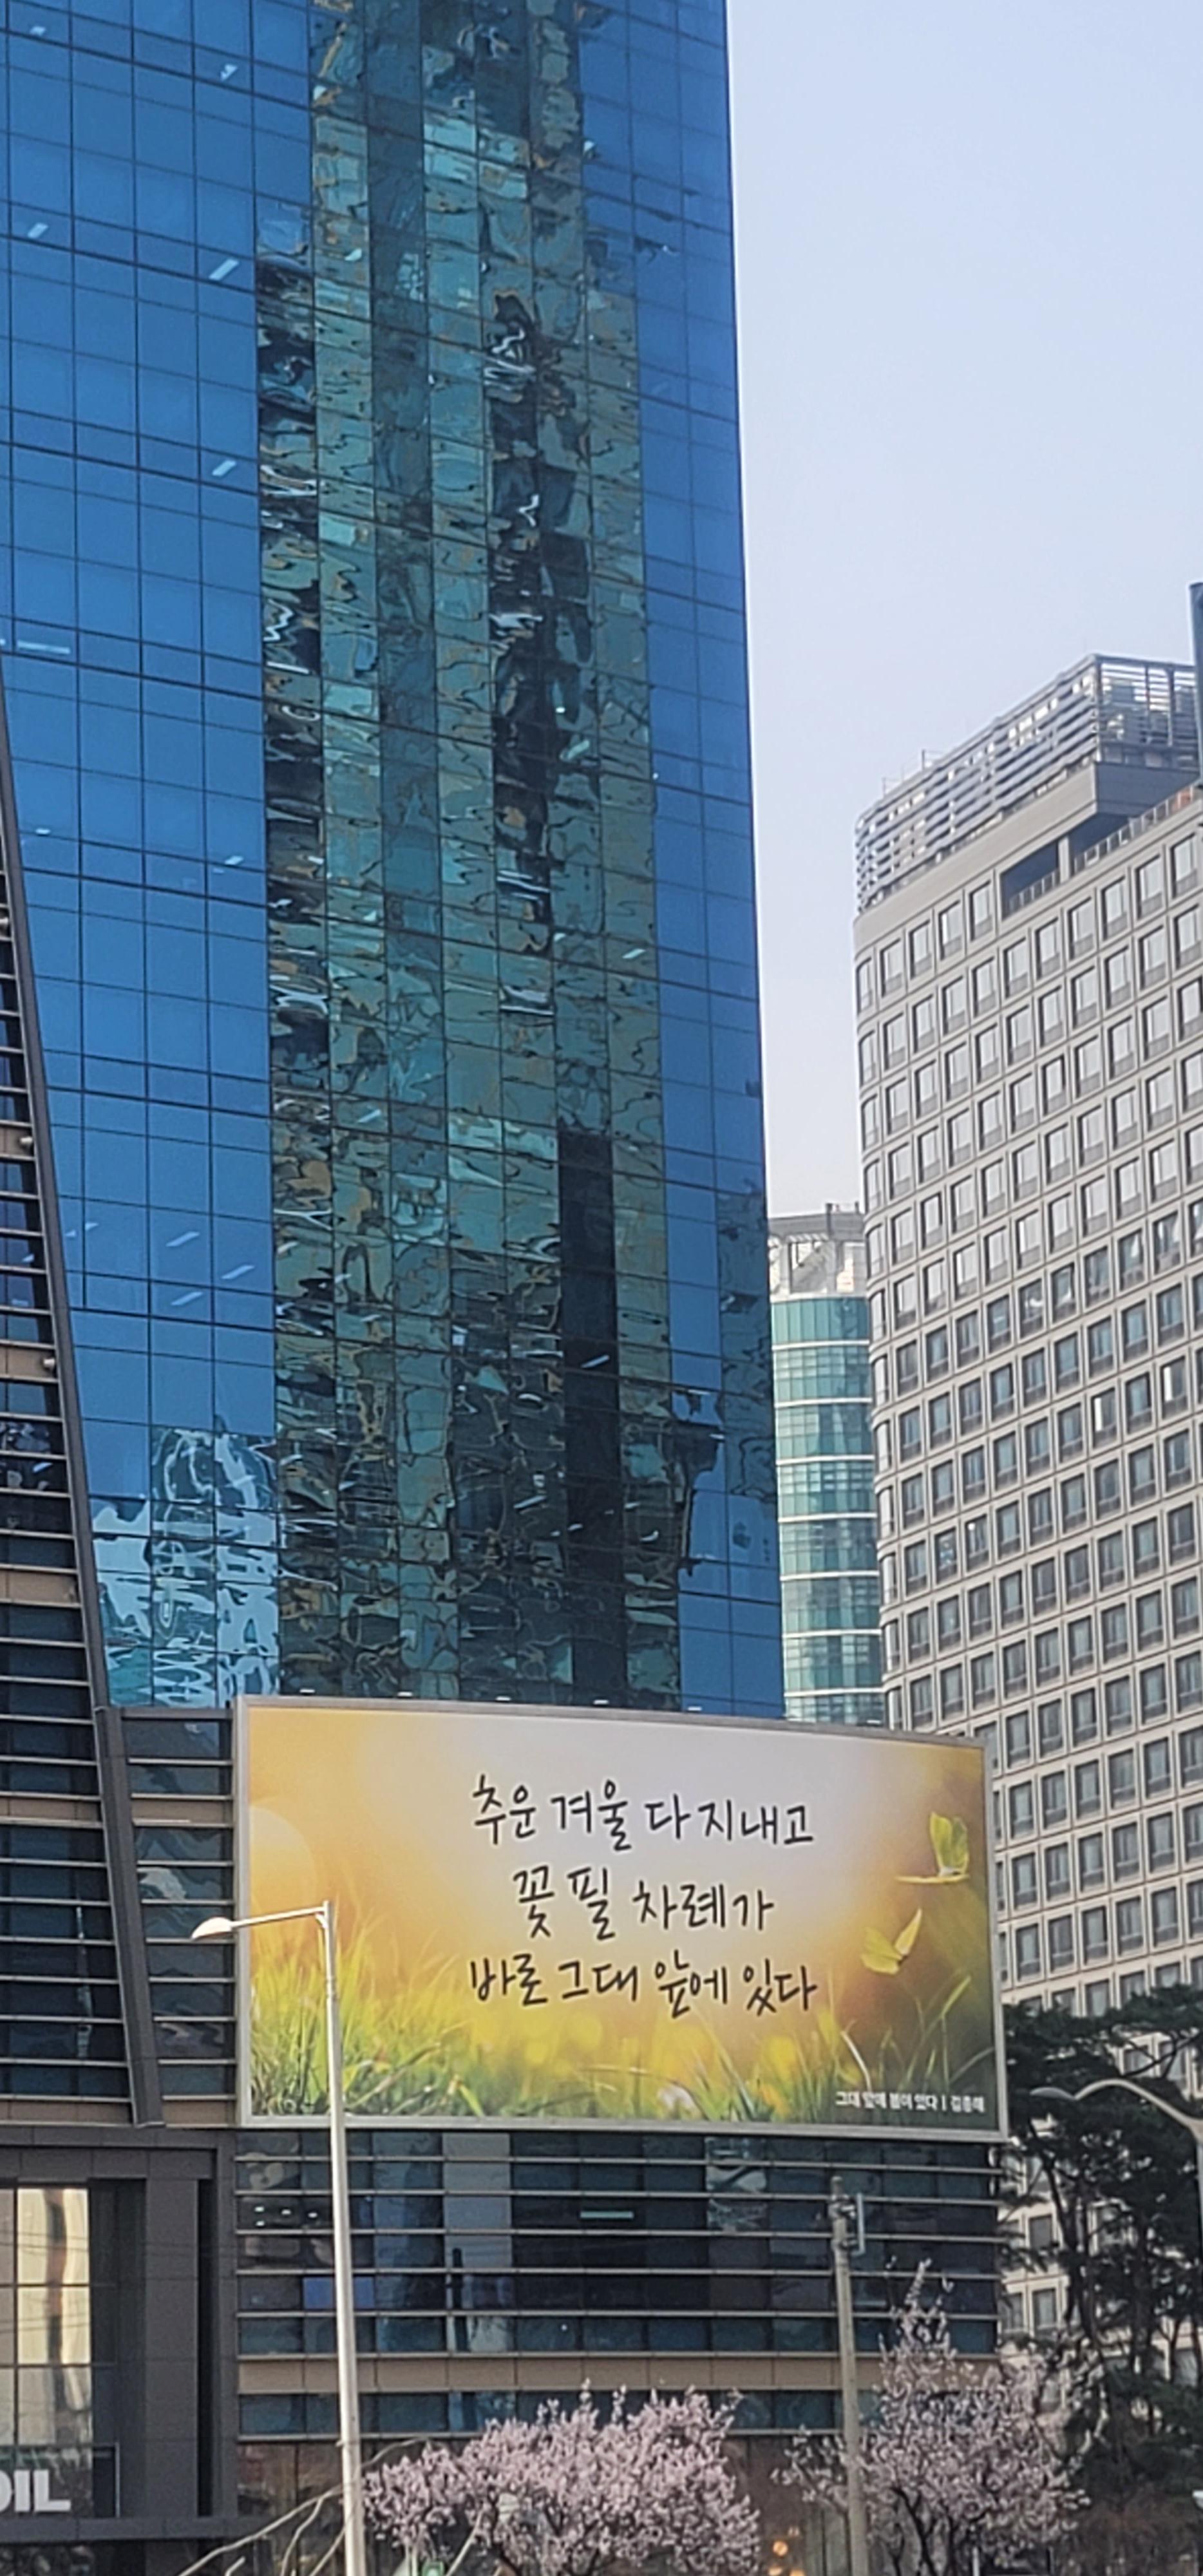 추운 겨울 다 지내고
꽃 필 차례가
바로 그대 앞에 있다
그대 앞에 봄이 있다 | 김종해
OIL